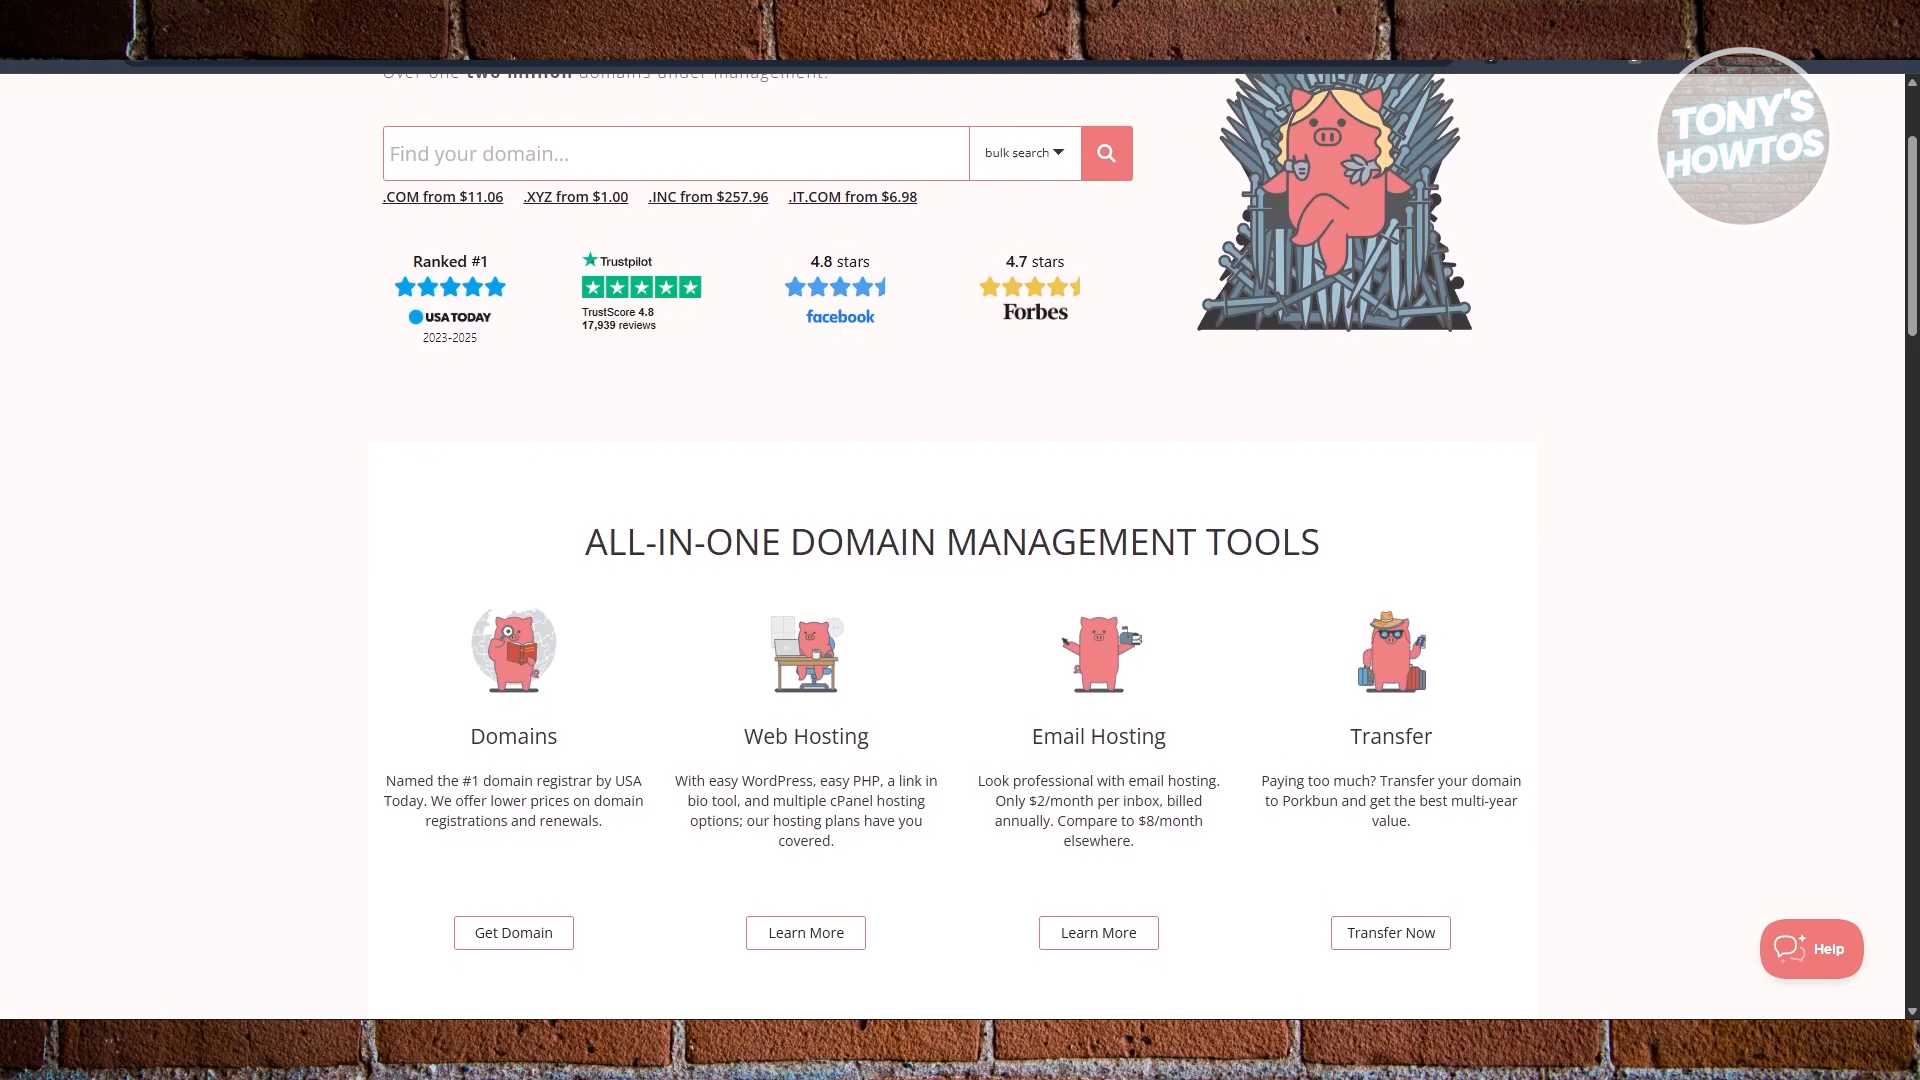 Over one two million domains under management.
TONY'S
HOWTOS
Find your domain...
bulk search
.COM from $11.06
.XYZ from $1.00
.INC from $257.96
.IT.COM from $6.98
Ranked #1
USA TODAY
2023-2025
Trustpilot
TrustScore 4.8
17,939 reviews
4.8 stars
facebook
4.7 stars
Forbes
ALL-IN-ONE DOMAIN MANAGEMENT TOOLS
Domains
Named the #1 domain registrar by USA
Today. We offer lower prices on domain
registrations and renewals.
Get Domain
Web Hosting
With easy WordPress, easy PHP, a link in
bio tool, and multiple cPanel hosting
options; our hosting plans have you
covered.
Learn More
Email Hosting
Look professional with email hosting.
Only $2/month per inbox, billed
annually. Compare to $8/month
elsewhere.
Learn More
Transfer
Paying too much? Transfer your domain
to Porkbun and get the best multi-year
value.
Transfer Now
Help